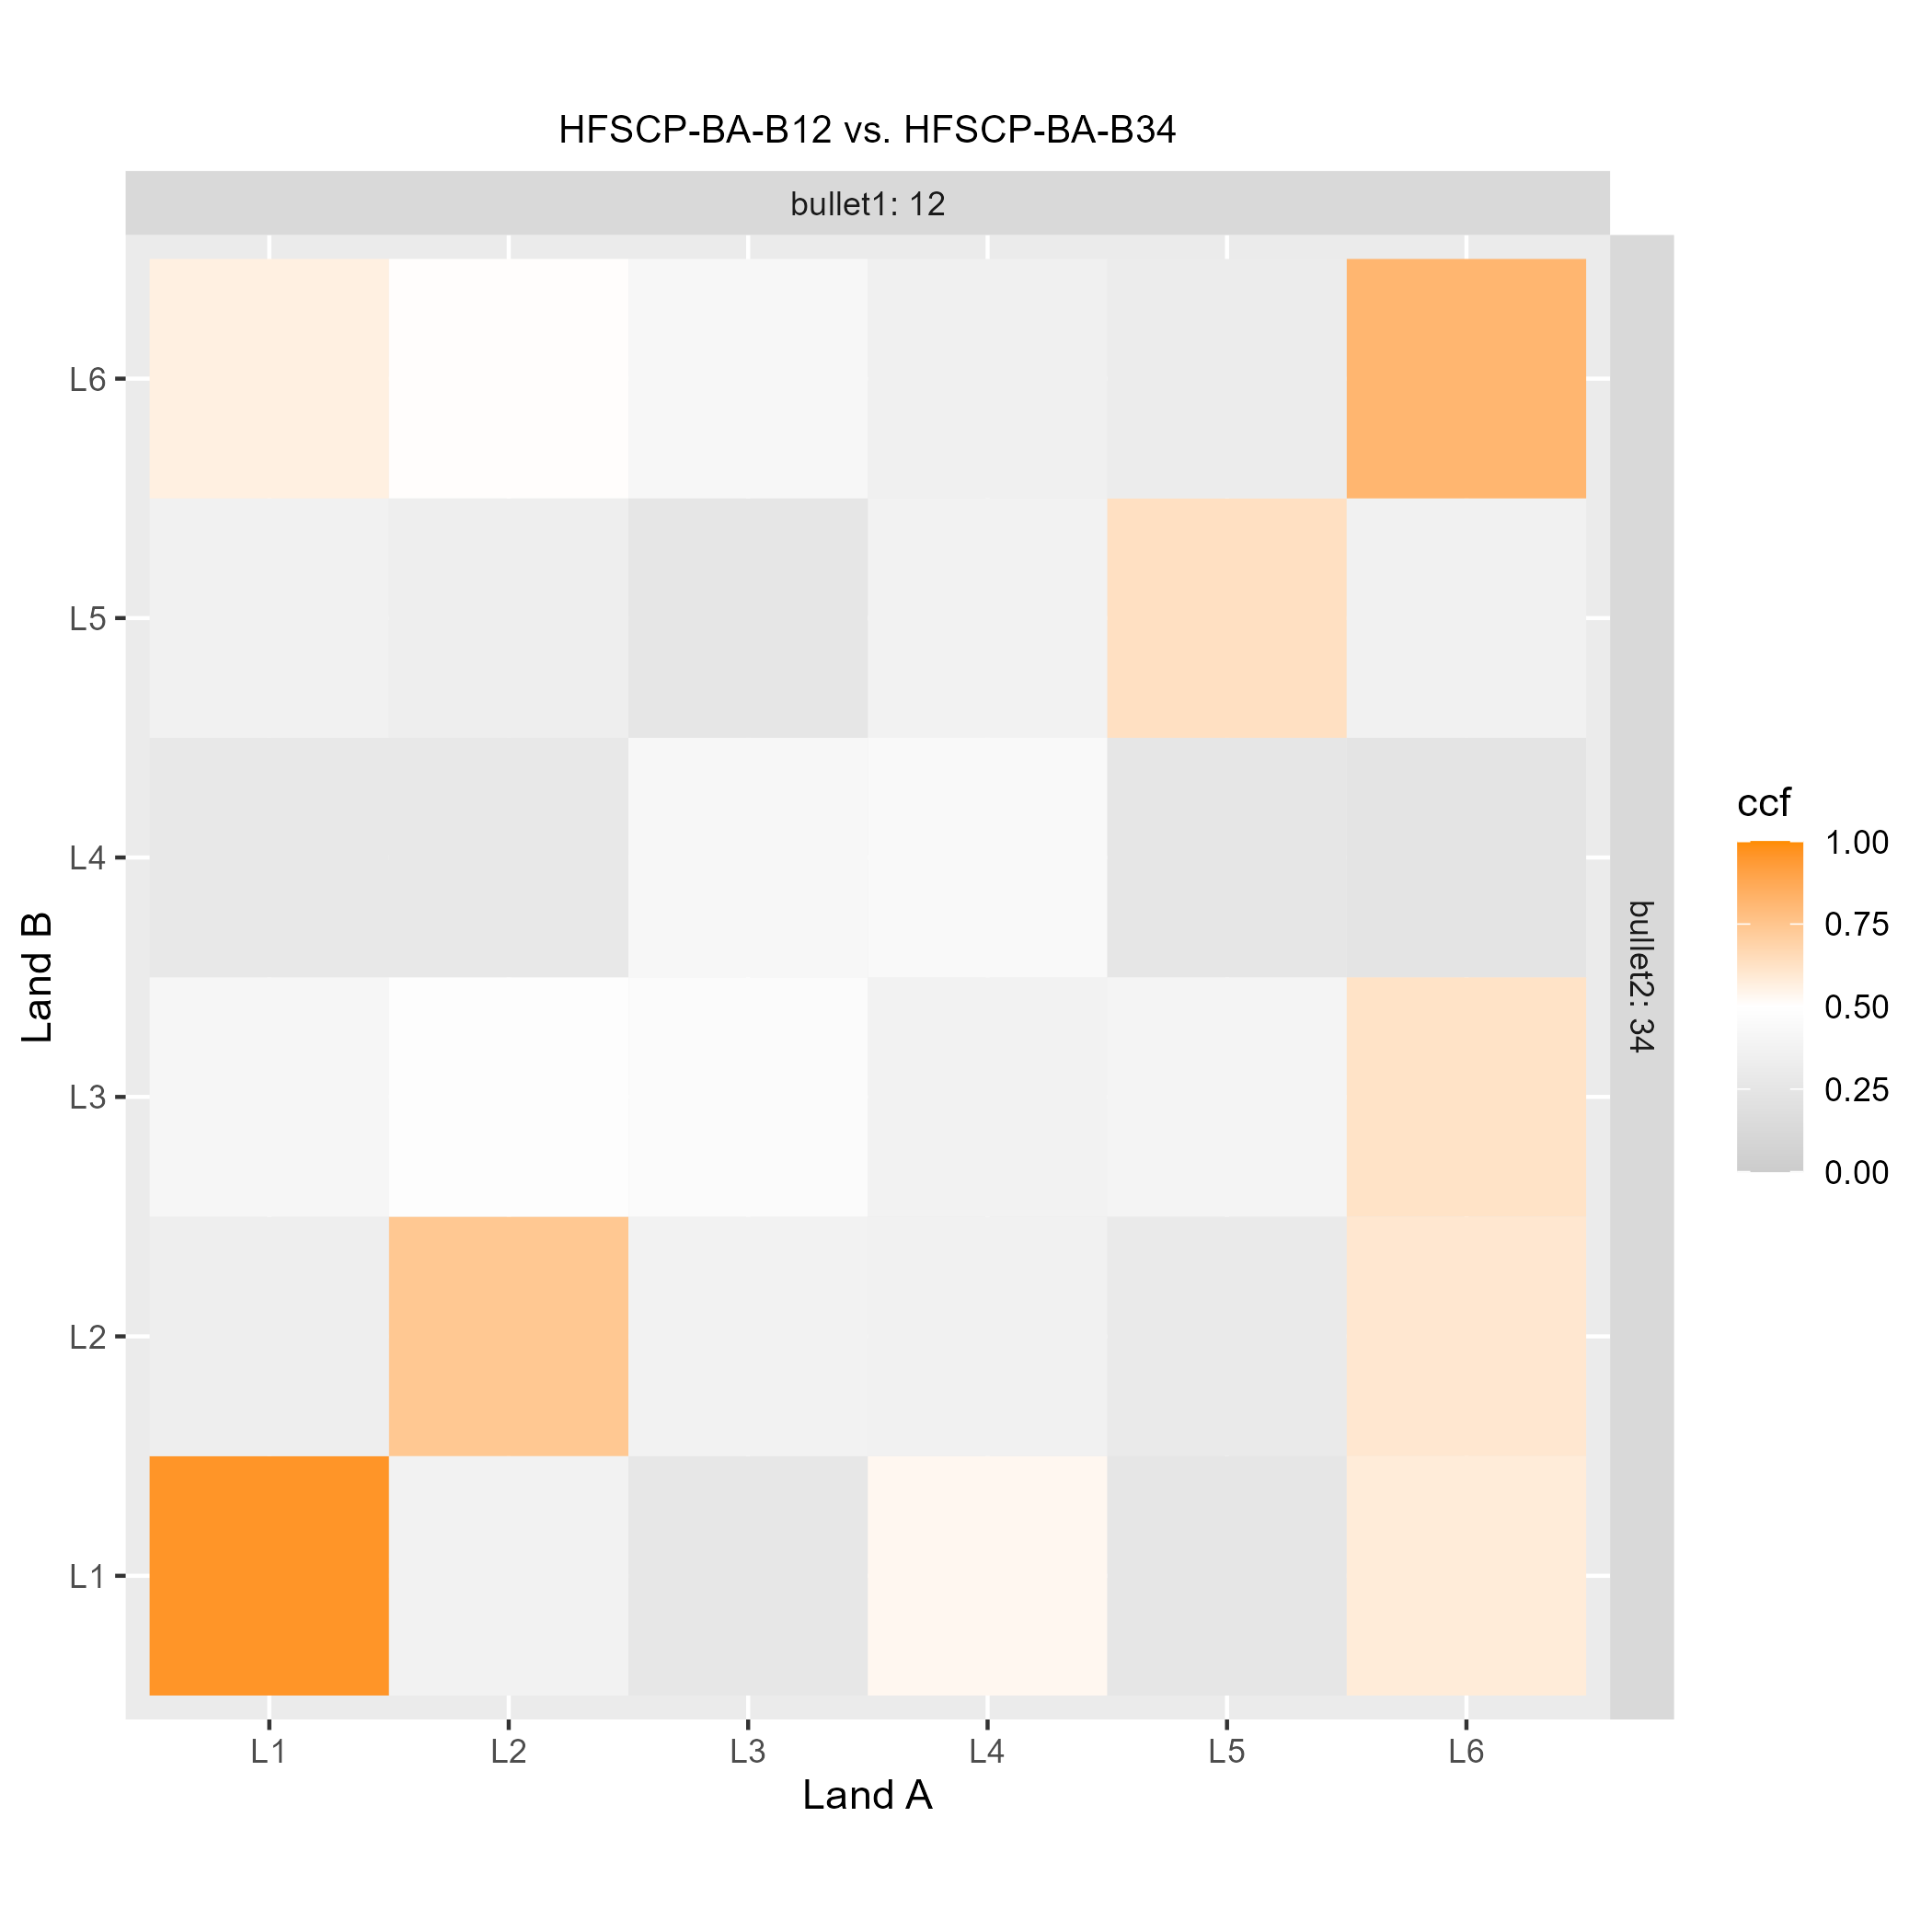 HFSCP-BA-B12 vs. HFSCP-BA-B34
bullet1: 12
L6
L5
L4
L3
L2
L1
Land B
bullet2: 34
ccf
1.00
0.75
0.50
0.25
0.00
L1 L2 L3 L4 L5 L6
Land A